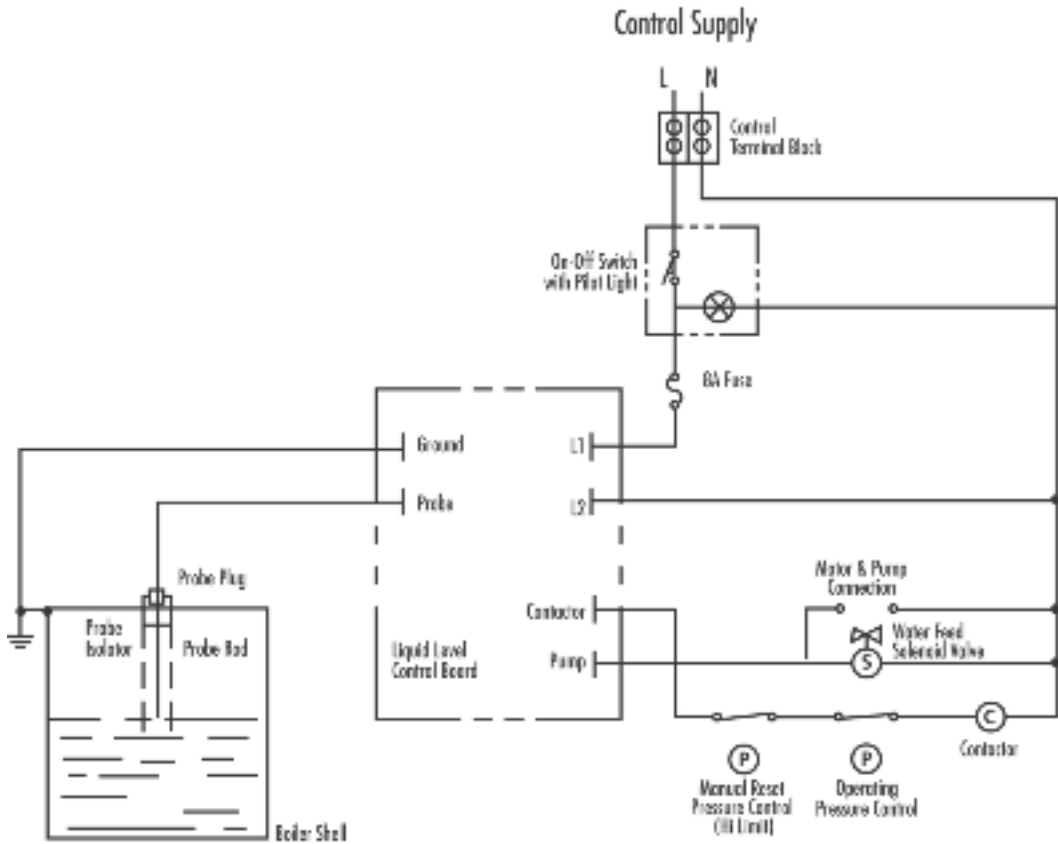 Control Supply
L N
Control
Terminal Block
On-Off Switch
with Pilot Light
8A Fuse
Ground
L1
Probe
L2
Probe Plug
Motor & Pump
Connection
Contactor
Probe
Isolator
Probe Rod
Water Feed
Solenoid Valve
Liquid Level
Control Board
Pump
S
C
Contactor
P
P
Manual Reset
Pressure Control
(Hi Limit)
Operating
Pressure Control
Boiler Shell